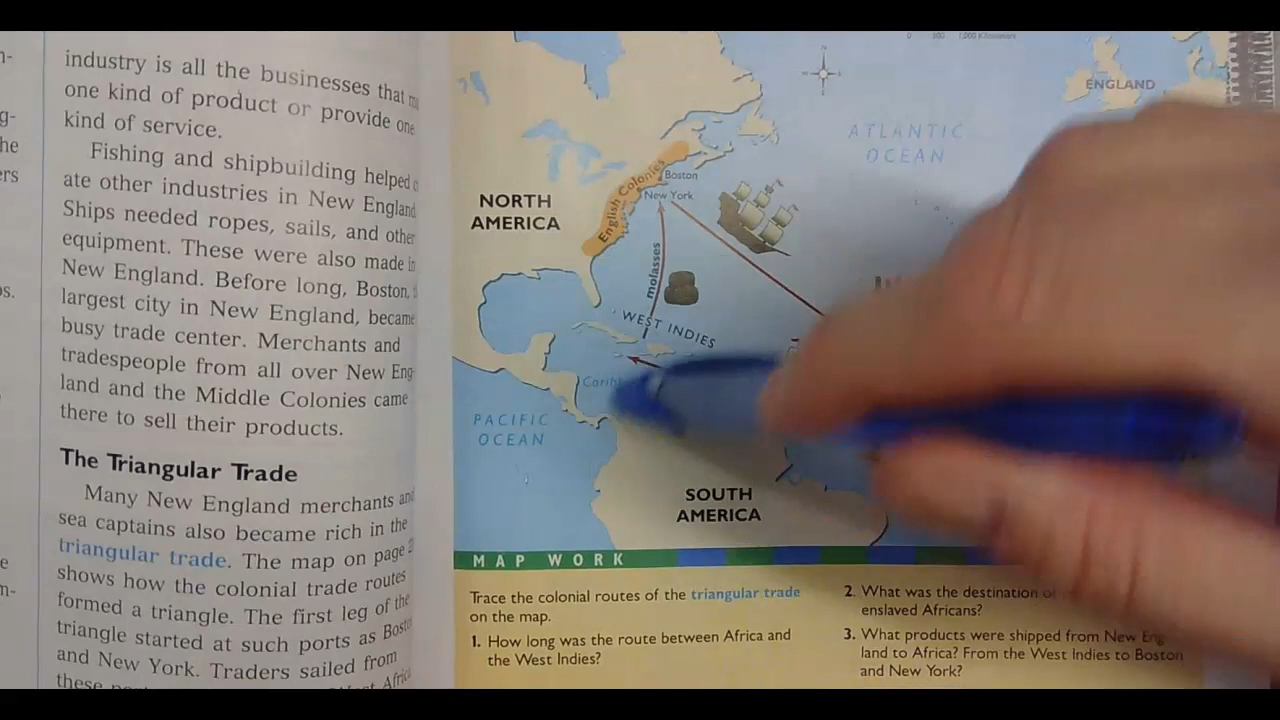 industry is all the businesses that
one kind of product or provide one
kind of service.
Fishing and shipbuilding helped
ate other industries in New England
Ships needed ropes, sails, and other
equipment. These were also made in
New England. Before long, Boston,
largest city in New England, became
busy trade center. Merchants and
tradespeople from all over New Eng-
land and the Middle Colonies came
there to sell their products.
The Triangular Trade
Many New England merchants and
sea captains also became rich in the
triangular trade. The map on page
shows how the colonial trade routes
formed a triangle. The first leg of the
triangle started at such ports as Bosto
and New York. Traders sailed from
these
ENGLAND
ATLANTIC
OCEAN
NORTH
AMERICA
English Colonies
Boston
New York
molasses
WEST INDIES
Carib
PACIFIC
OCEAN
SOUTH
AMERICA
MAP WORK
Trace the colonial routes of the triangular trade
on the map.
1. How long was the route between Africa and
the West Indies?
2. What was the destination of
enslaved Africans?
3. What products were shipped from New Eng
land to Africa? From the West Indies to Boston
and New York?